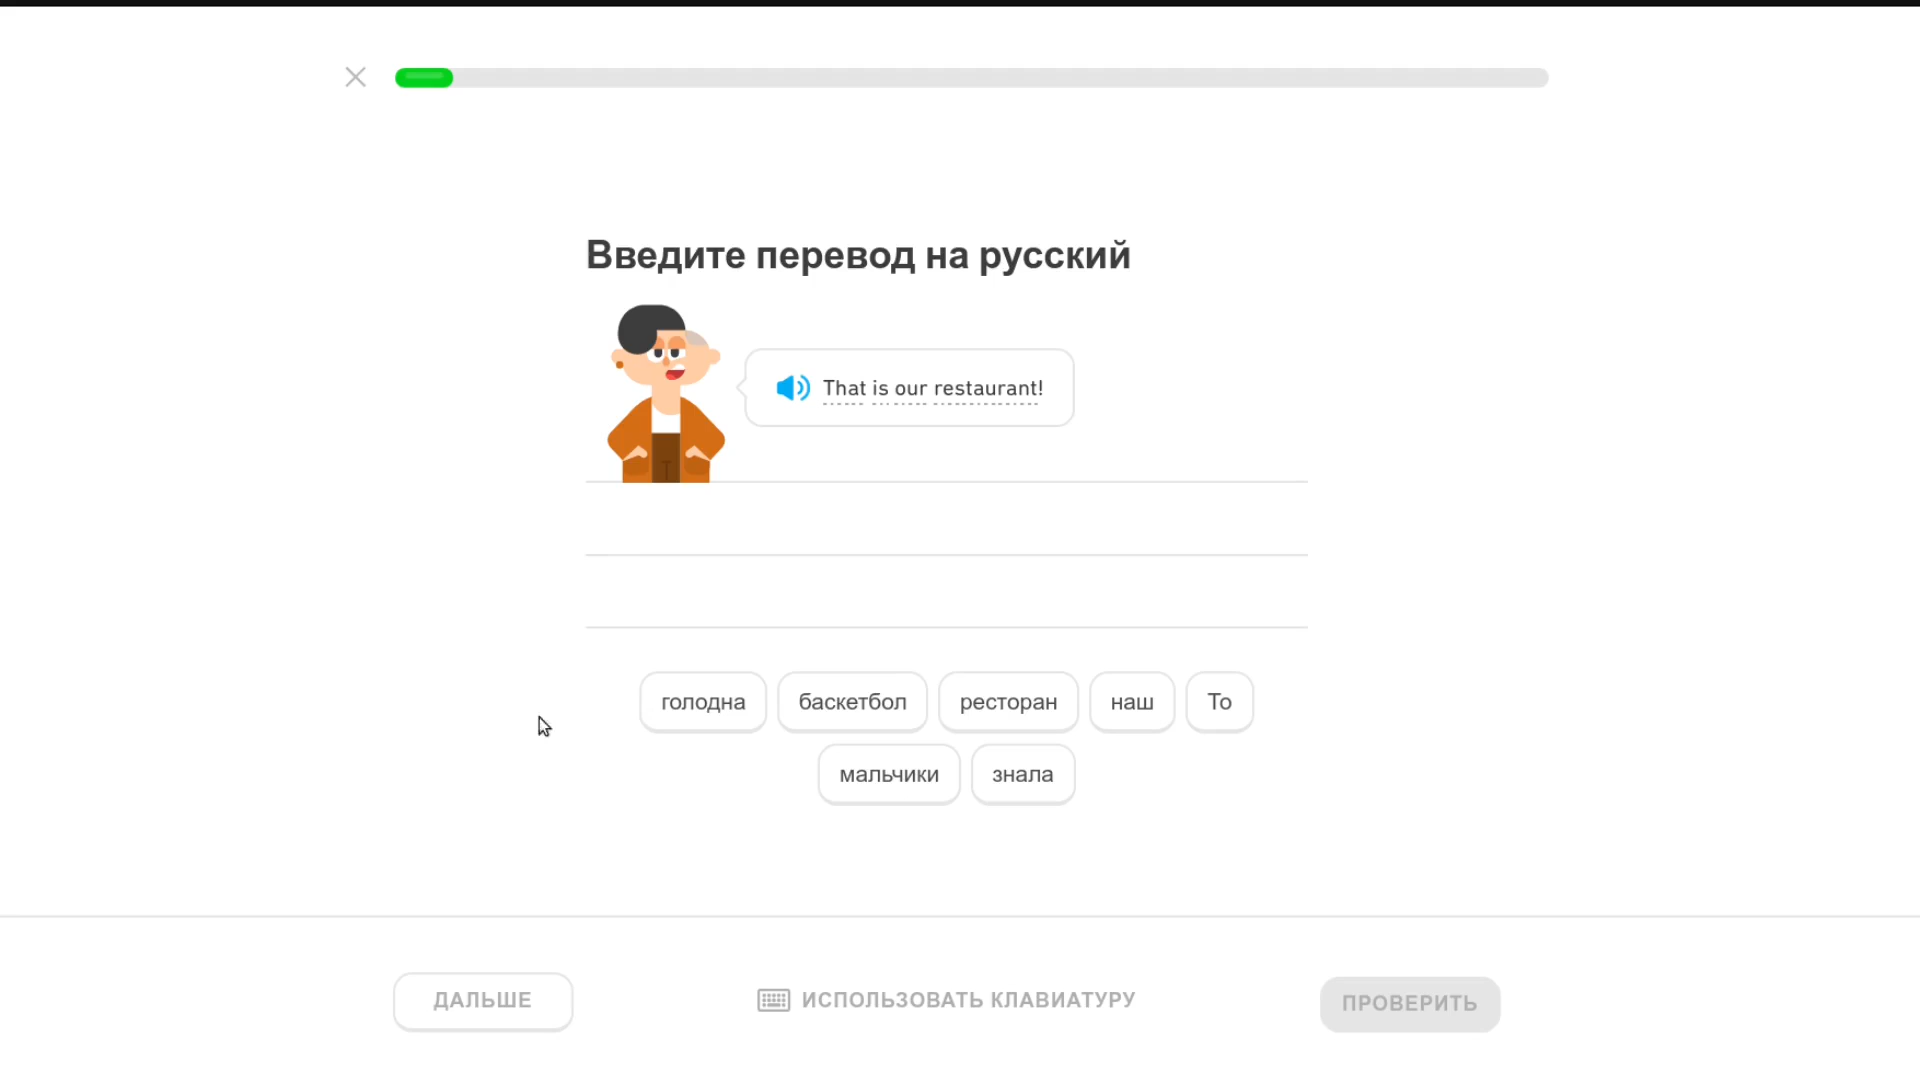 Введите перевод на русский
That is our restaurant!
голодна баскетбол ресторан наш То
мальчики знала
ДАЛЬШЕ ИСПОЛЬЗОВАТЬ КЛАВИАТУРУ ПРОВЕРИТЬ